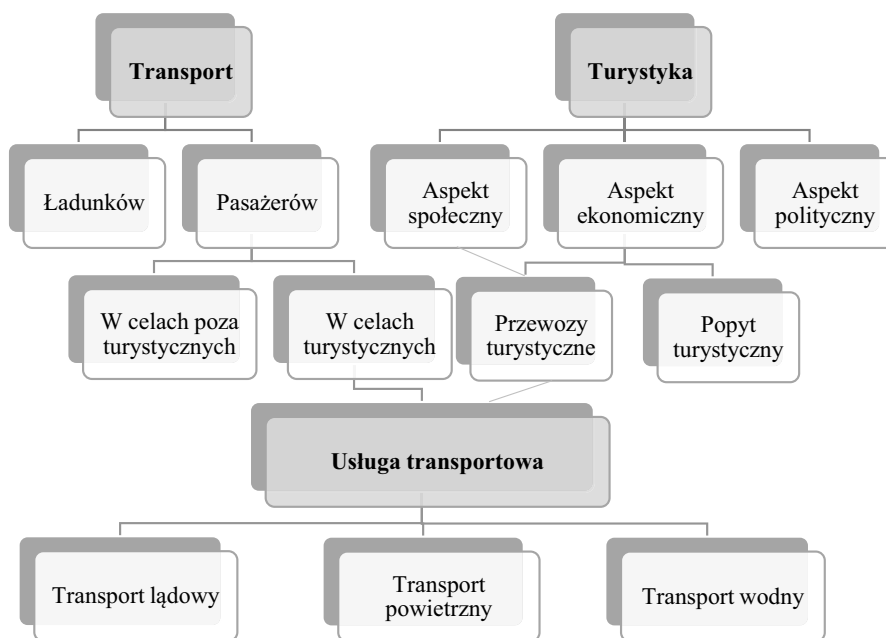 Transport
Turystyka
Ładunków
Pasażerów
Aspekt
społeczny
Aspekt
ekonomiczny
Aspekt
polityczny
W celach poza
turystycznych
W celach
turystycznych
Przewozy
turystyczne
Popyt
turystyczny
Usługa transportowa
Transport lądowy
Transport
powietrzny
Transport wodny